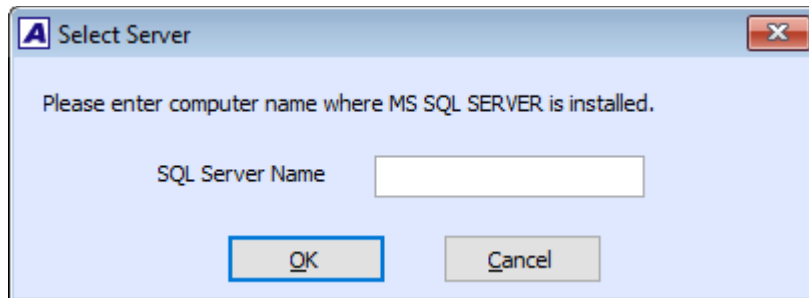 A Select Server
Please enter computer name where MS SQL SERVER is installed.
SQL Server Name
OK Cancel